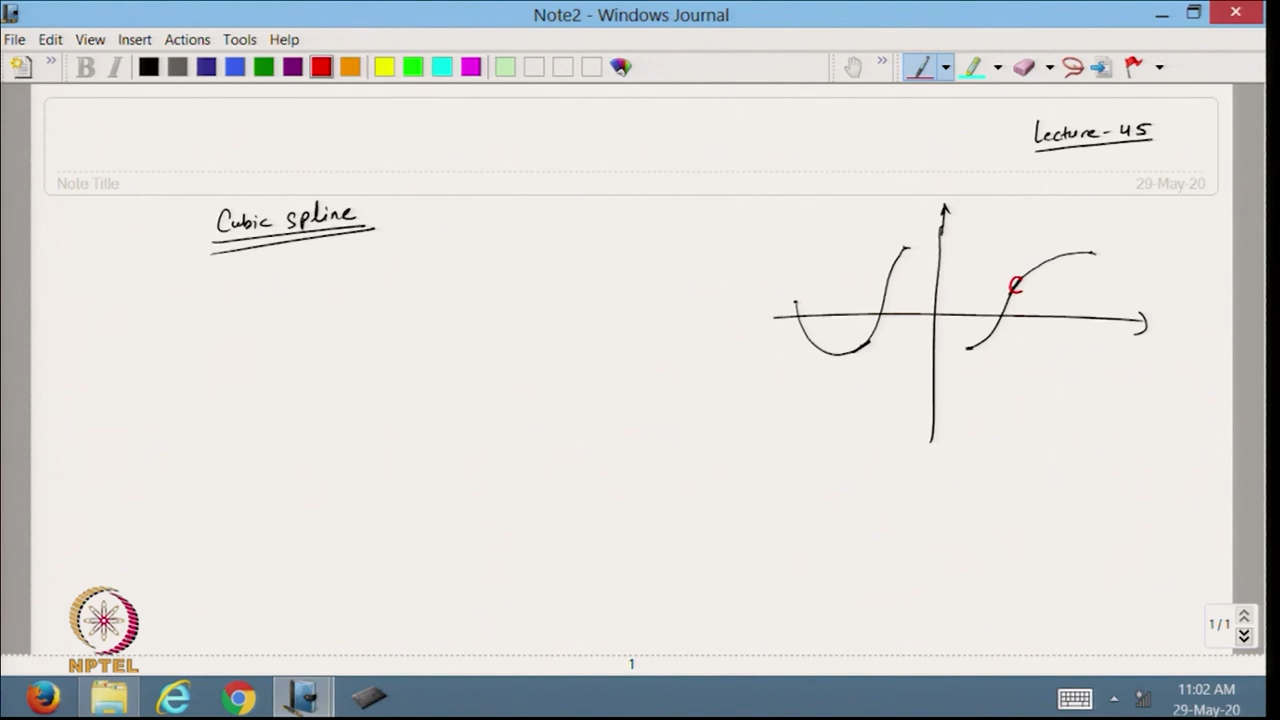 Note2 - Windows Journal
File Edit View Insert Actions Tools Help
B I
Lecture-45
Note Title
29-May-20
Cubic spline
1/1
NPTEL
1
11:02 AM
29-May-20